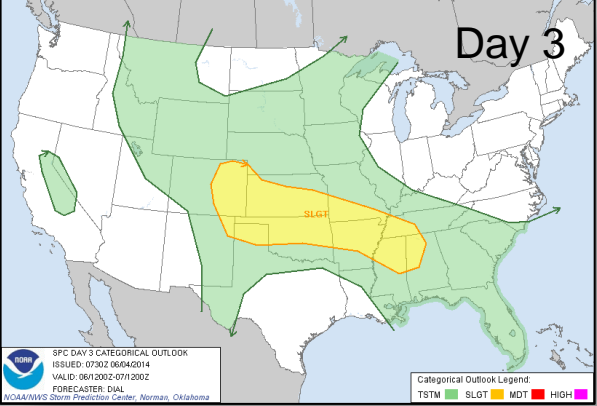 Day 3
SLGT
NOAA
SPC DAY 3 CATEGORICAL OUTLOOK
ISSUED: 0730Z 06/04/2014
VALID: 06/1200Z-07/1200Z
FORECASTER: DIAL
NOAA/NWS Storm Prediction Center, Norman, Oklahoma
Categorical Outlook Legend:
TSTM SLGT MDT HIGH